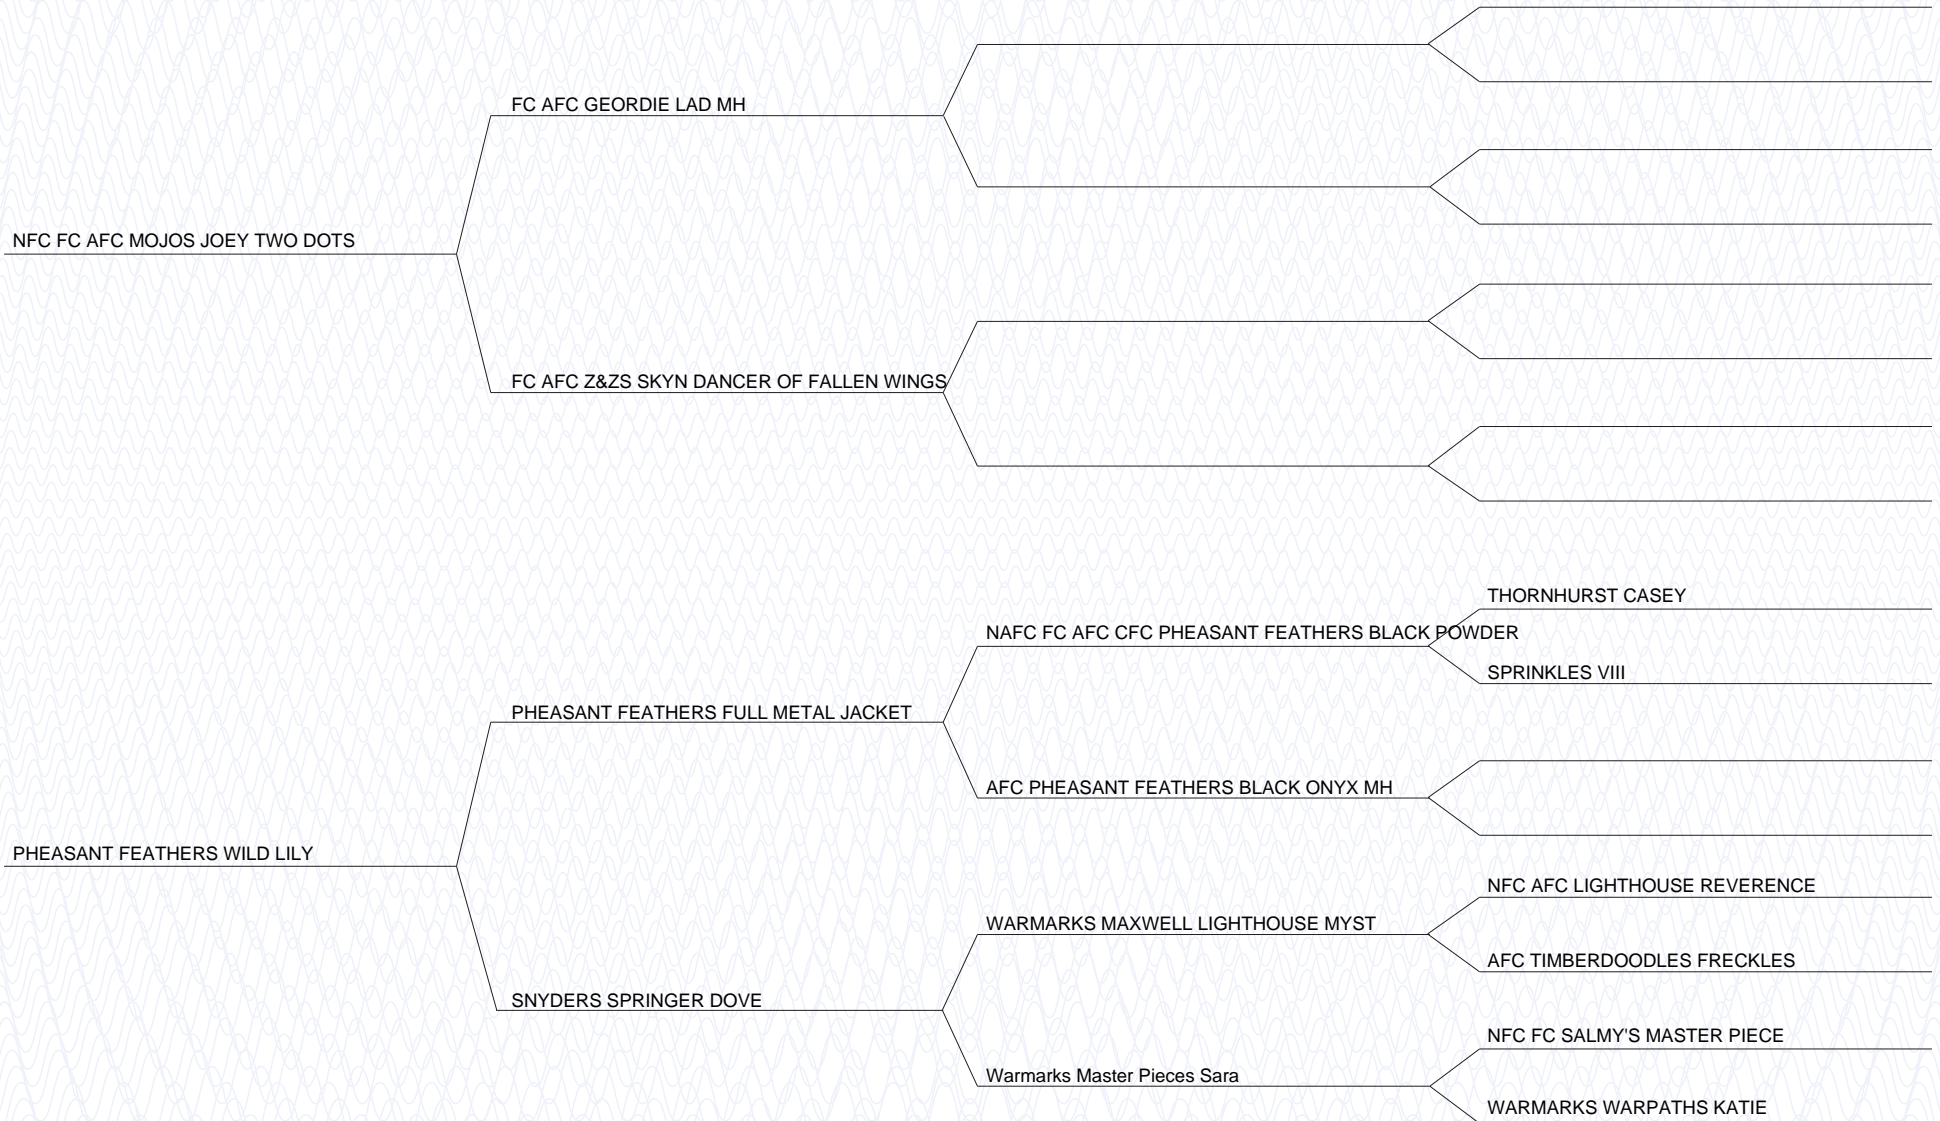 FC AFC GEORDIE LAD MH
NFC FC AFC MOJOS JOEY TWO DOTS
FC AFC Z&ZS SKYN DANCER OF FALLEN WINGS
THORNHURST CASEY
NAFC FC AFC CFC PHEASANT FEATHERS BLACK POWDER
SPRINKLES VIII
PHEASANT FEATHERS FULL METAL JACKET
AFC PHEASANT FEATHERS BLACK ONYX MH
PHEASANT FEATHERS WILD LILY
NFC AFC LIGHTHOUSE REVERENCE
WARMARKS MAXWELL LIGHTHOUSE MYST
AFC TIMBERDOODLES FRECKLES
SNYDERS SPRINGER DOVE
NFC FC SALMY'S MASTER PIECE
Warmarks Master Pieces Sara
WARMARKS WARPATHS KATIE